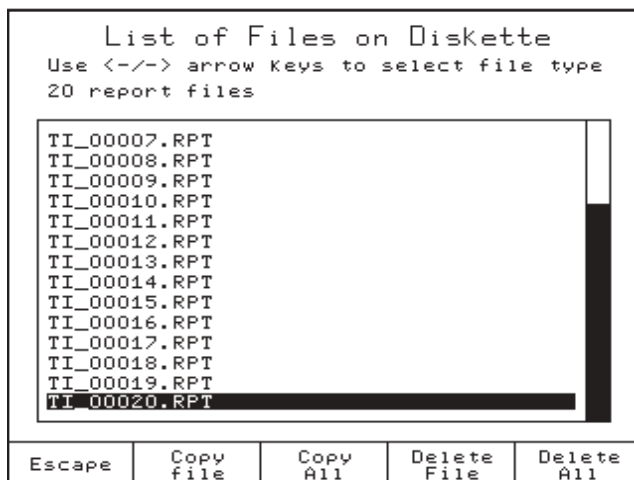 List of Files on Diskette
Use <-/-> arrow Keys to select file type
20 report files
TI_00007.RPT
TI_00008.RPT
TI_00009.RPT
TI_00010.RPT
TI_00011.RPT
TI_00012.RPT
TI_00013.RPT
TI_00014.RPT
TI_00015.RPT
TI_00016.RPT
TI_00017.RPT
TI_00018.RPT
TI_00019.RPT
TI_00020.RPT
Escape
Copy
file
Copy
All
Delete
File
Delete
All